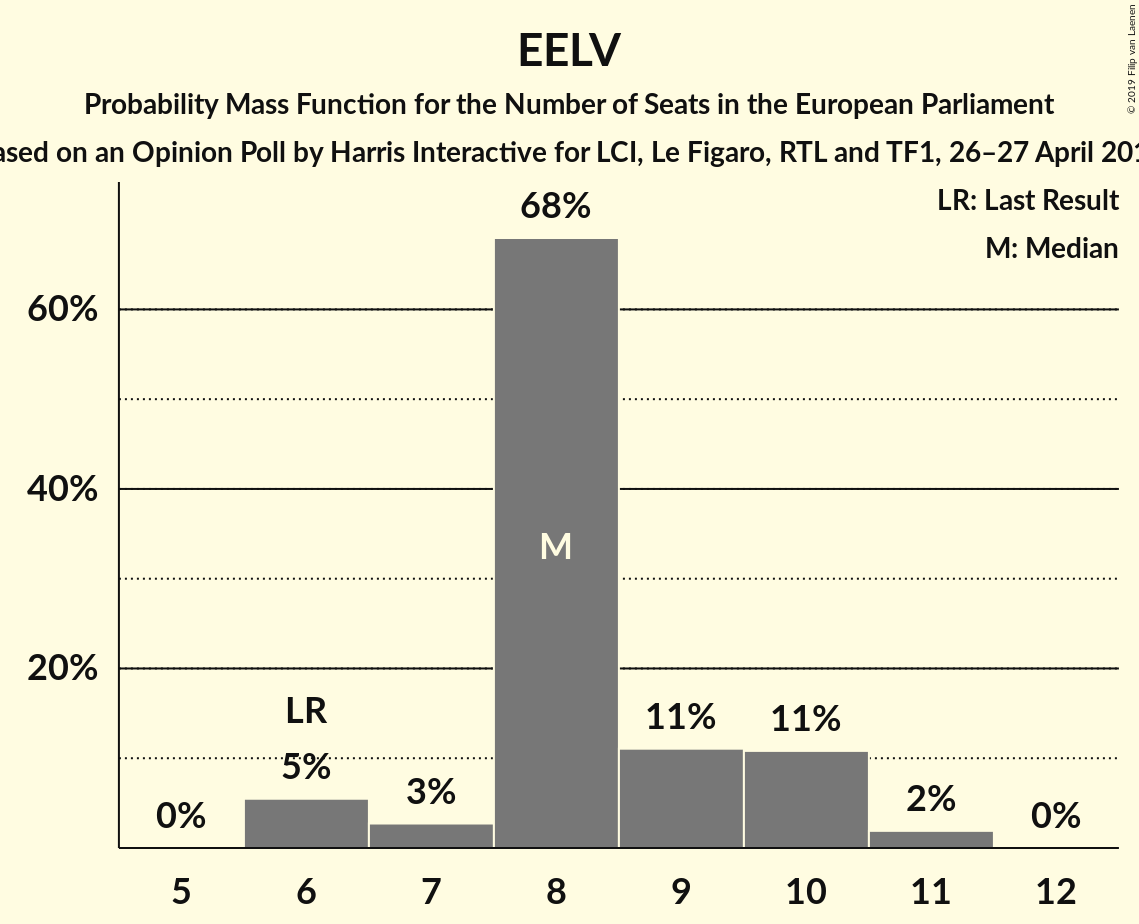 EELV
Probability Mass Function for the Number of Seats in the European Parliament
ased on an Opinion Poll by Harris Interactive for LCI, Le Figaro, RTL and TF1, 26–27 April 201
© 2019 Filip van Laenen
LR: Last Result
M: Median
68%
60%
40%
M
20%
LR
11%
11%
5%
3%
2%
0%
0%
5 6 7 8 9 10 11 12